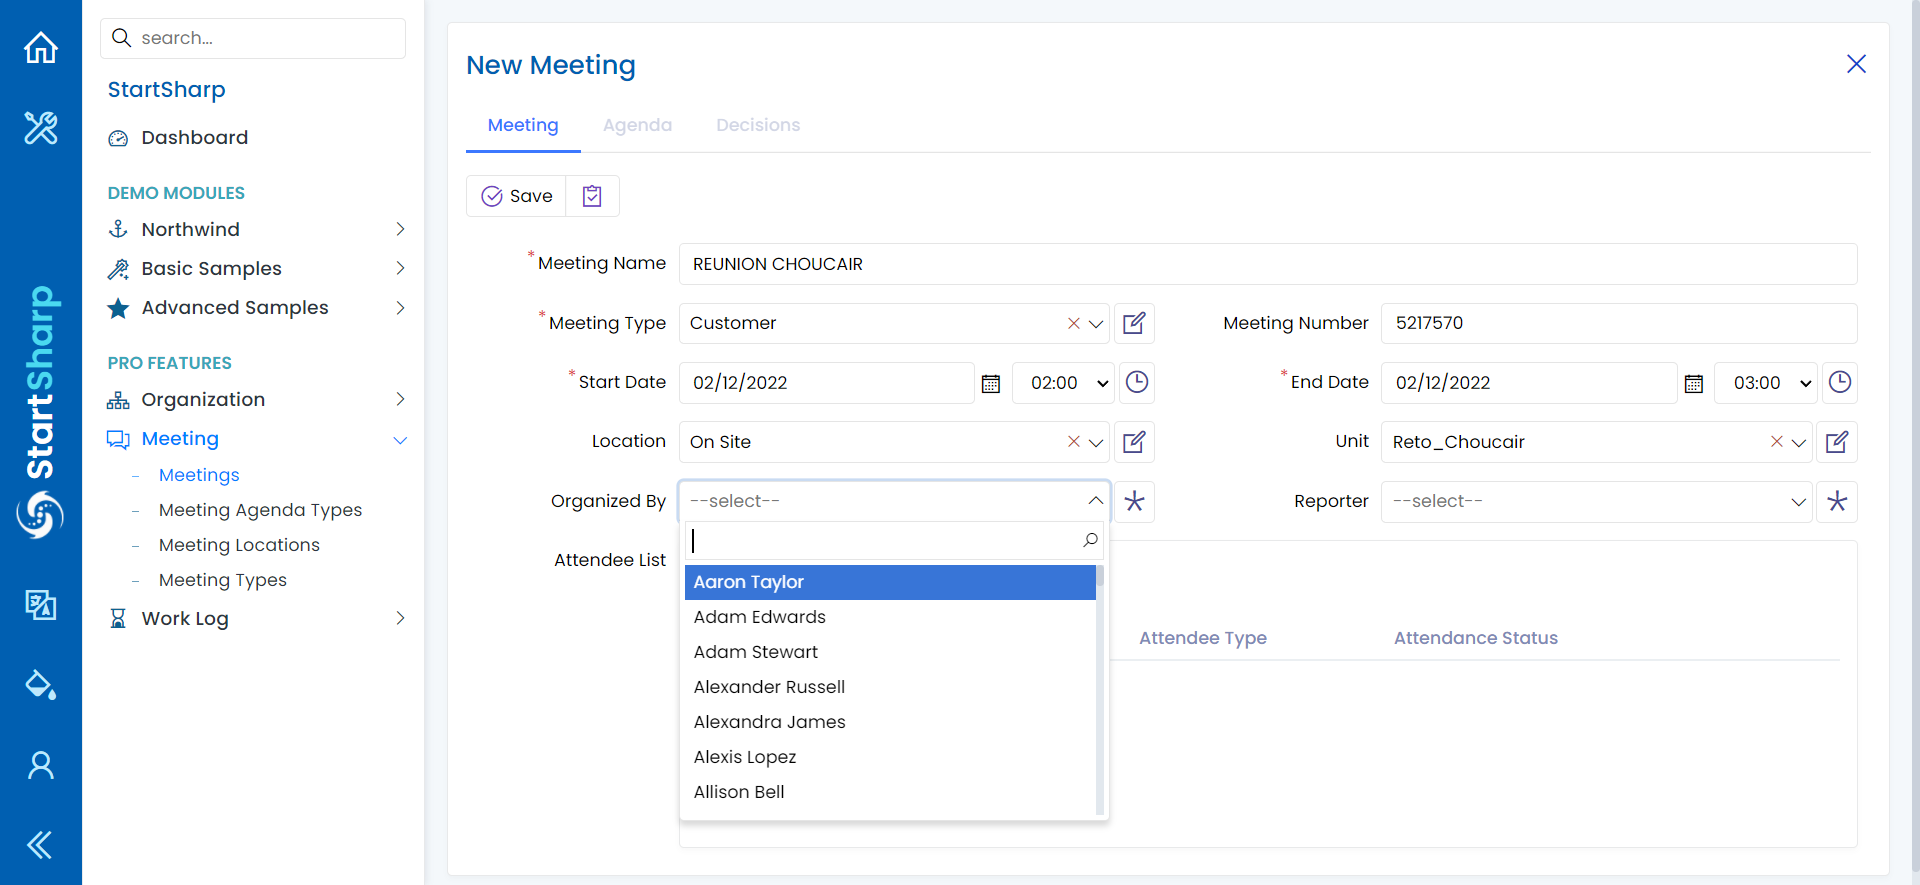 StartSharp
search...
StartSharp
Dashboard
DEMO MODULES
Northwind
Basic Samples
Advanced Samples
PRO FEATURES
Organization
Meeting
Meetings
Meeting Agenda Types
Meeting Locations
Meeting Types
Work Log
New Meeting
Meeting Agenda Decisions
Save
* Meeting Name REUNION CHOUCAIR
* Meeting Type Customer Meeting Number 5217570
* Start Date 02/12/2022 02:00 * End Date 02/12/2022 03:00
Location On Site Unit Reto_Choucair
Organized By --select-- Reporter --select--
Attendee List
Aaron Taylor
Adam Edwards
Attendee Type Attendance Status
Adam Stewart
Alexander Russell
Alexandra James
Alexis Lopez
Allison Bell